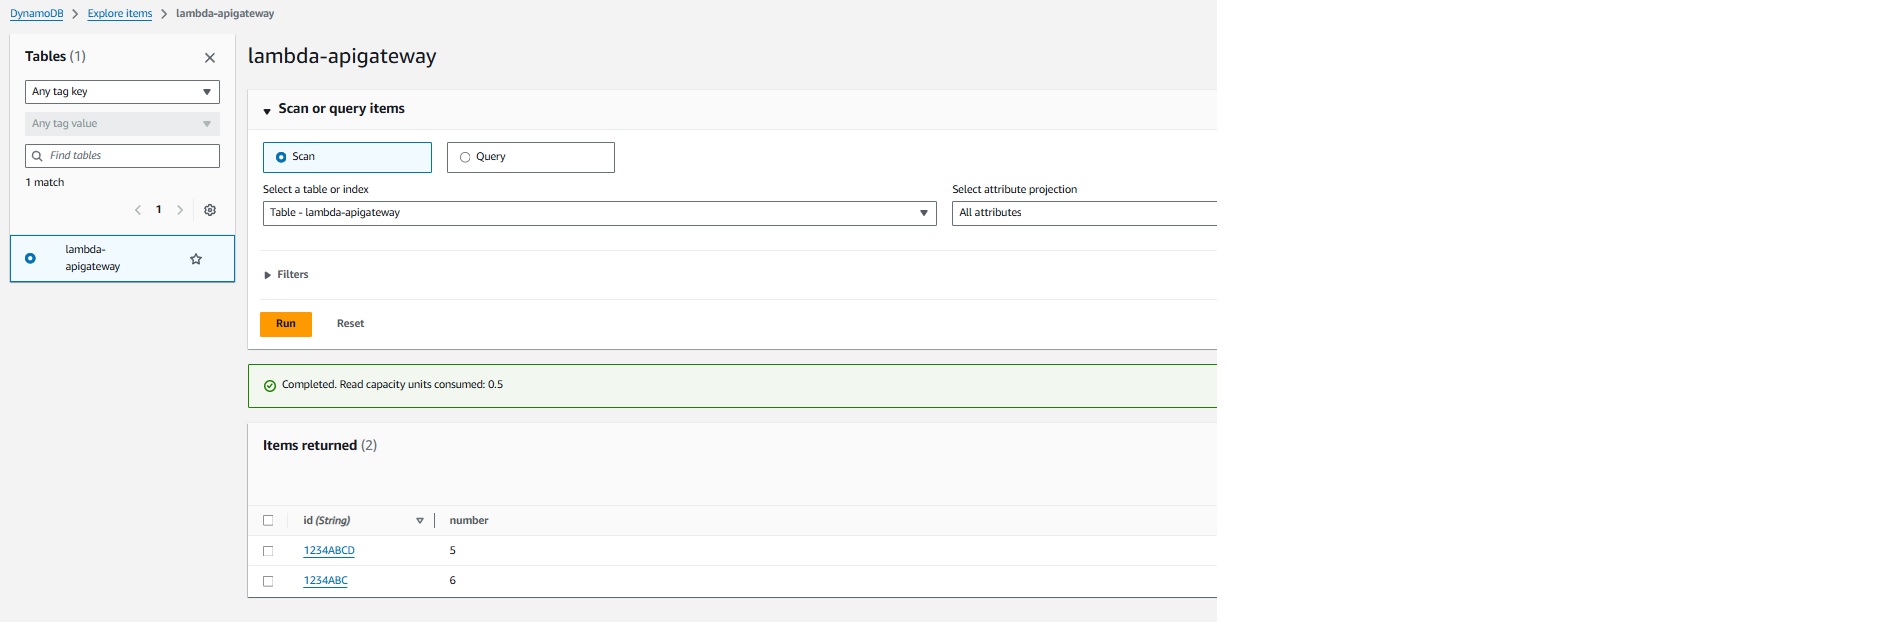 DynamoDB > Explore items > lambda-apigateway
Tables (1)
Any tag key
Any tag value
Find tables
1 match
1
lambda-
apigateway
lambda-apigateway
Scan or query items
Scan Query
Select a table or index Select attribute projection
Table - lambda-apigateway All attributes
Filters
Run Reset
Completed. Read capacity units consumed: 0.5
Items returned (2)
id (String) number
1234ABCD 5
1234ABC 6